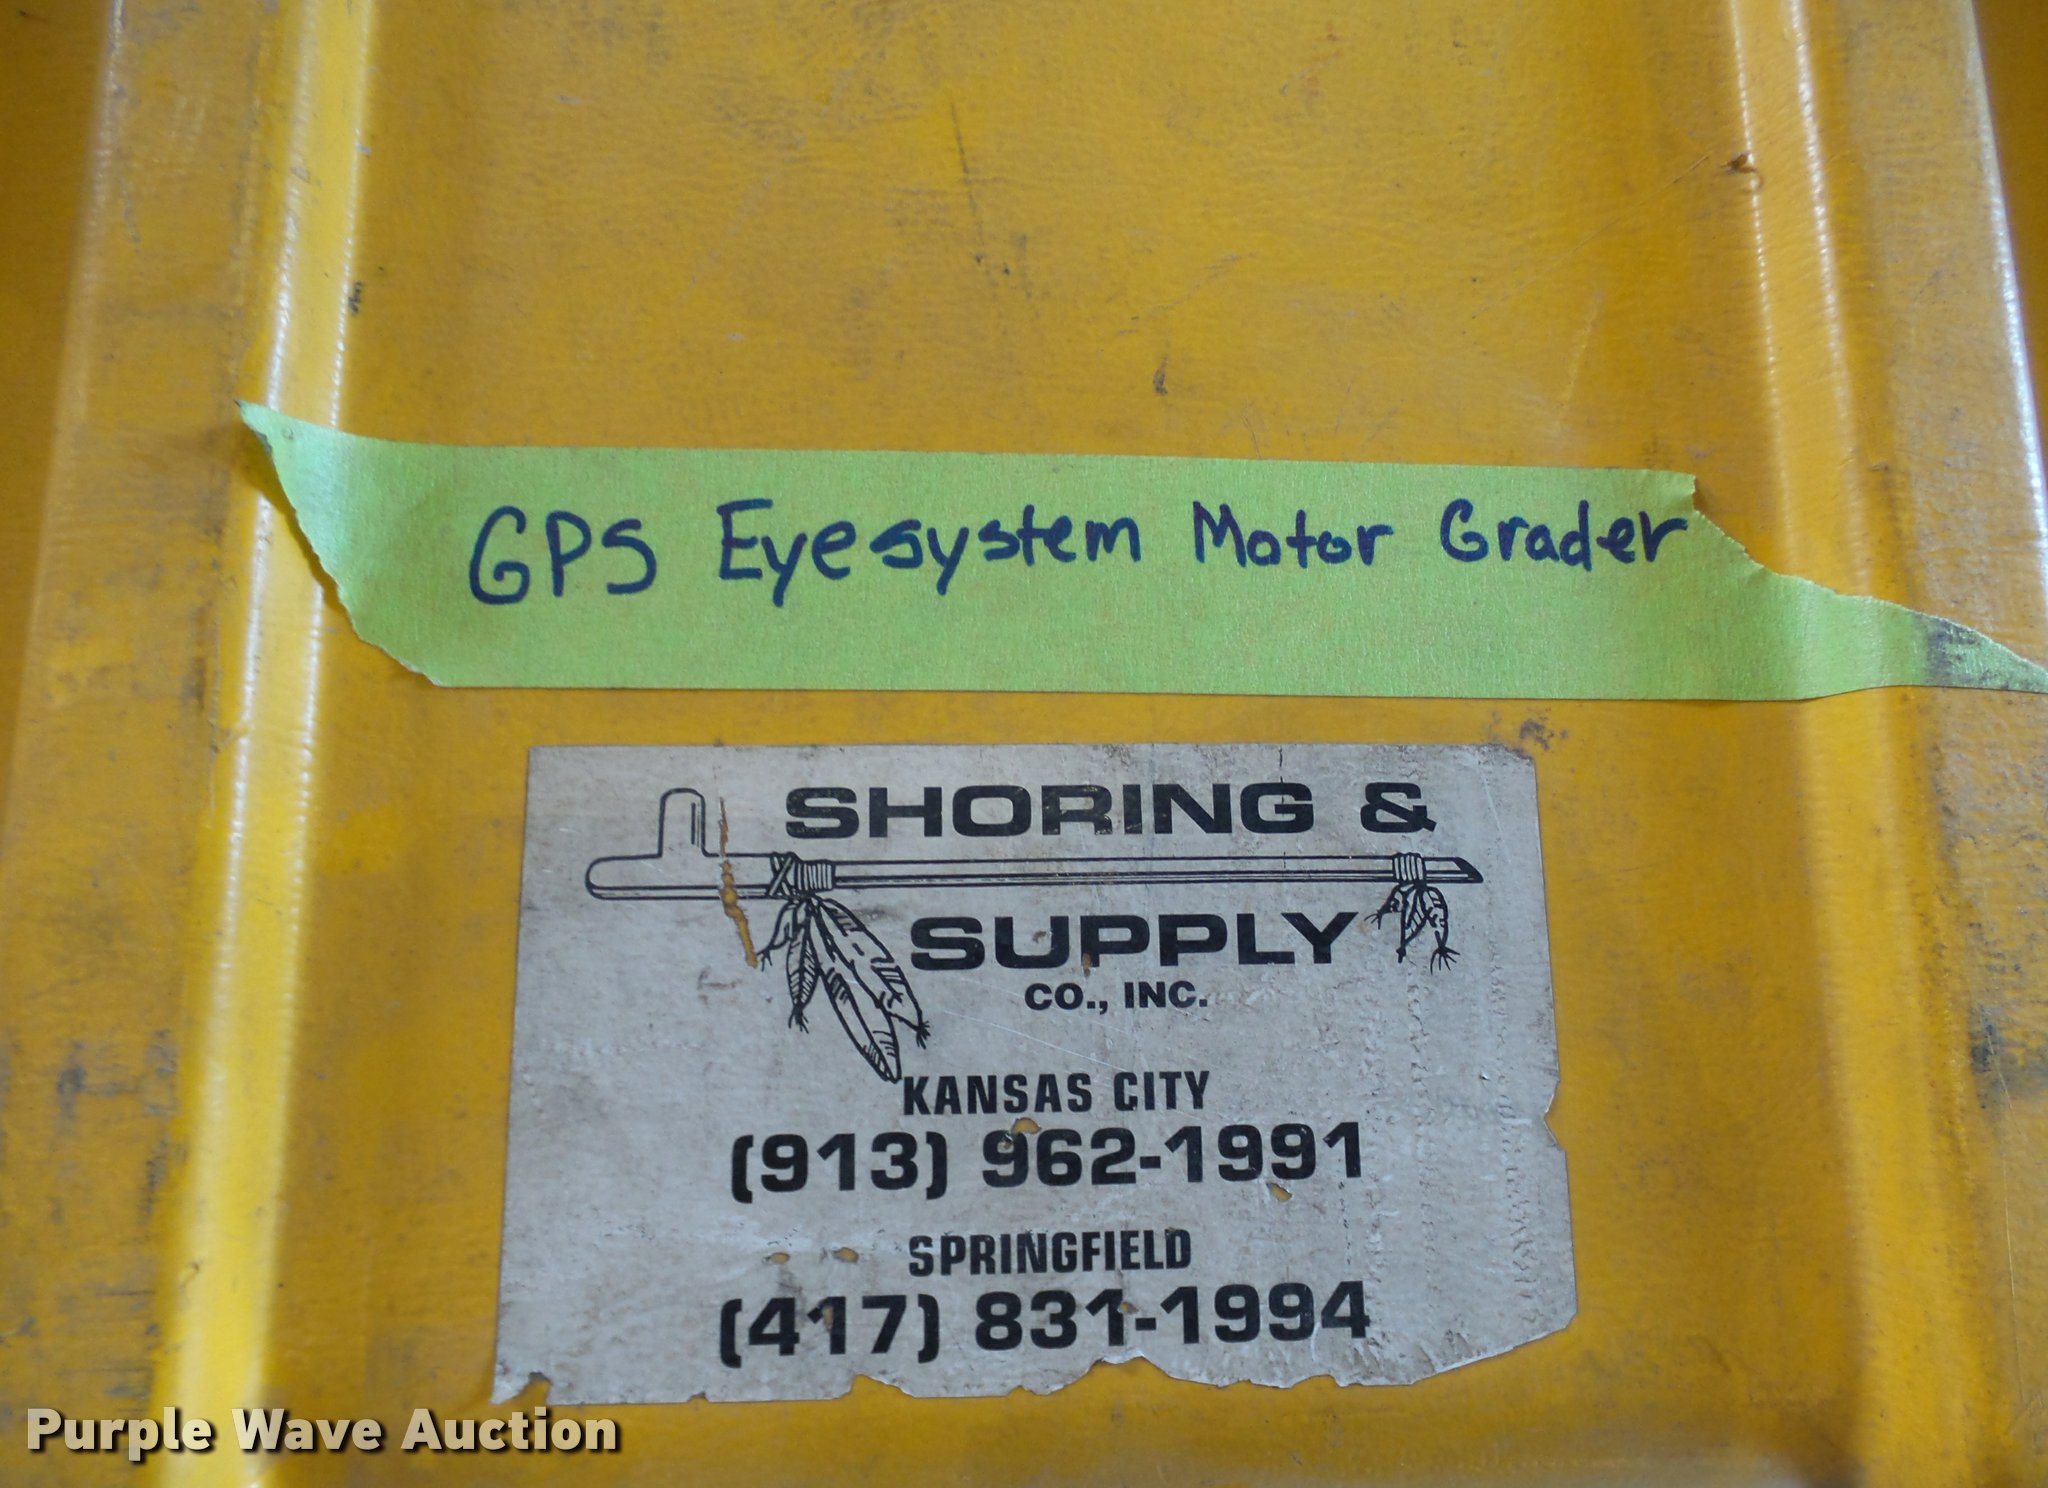 GPS Eyesystem Motor Grader
SHORING &
SUPPLY
CO., INC.
KANSAS CITY
(913) 962-1991
SPRINGFIELD
(417) 831-1994
Purple Wave Auction